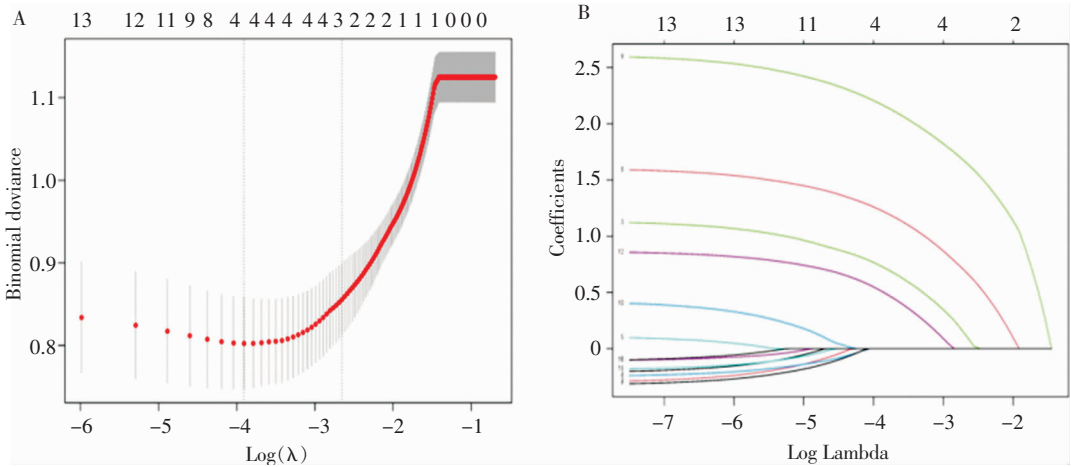 A
13 12 11 9 8 4 4 4 4 4 4 3 2 2 2 1 1 1 0 0 0
Binomial doviance
1.1
1.0
0.9
0.8
-6 -5 -4 -3 -2 -1
Log(λ)
B
13 13 11 4 4 2
Coefficients
2.5
2.0
1.5
1.0
0.5
0
-7 -6 -5 -4 -3 -2
Log Lambda